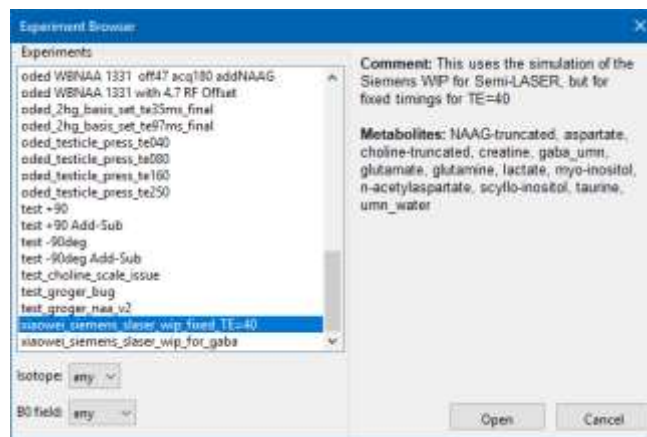 Experiment Browser
Experiments
oded WBNAA 1331 off47 acq180 addNAAG
oded WBNAA 1331 with 4.7 RF Offset
oded_2hg_basis_set_te35ms_final
oded_2hg_basis_set_te97ms_final
oded_testicle_press_te040
oded_testicle_press_te080
oded_testicle_press_te160
oded_testicle_press_te250
test +90
test +90 Add-Sub
test -90deg
test -90deg Add-Sub
test_choline_scale_issue
test_groger_bug
test_groger_naa_v2
xiaowei_siemens_slaser_wip_fixed_TE=40
xiaowei_siemens_slaser_wip_for_gaba
Isotope: any
B0 field: any
Comment: This uses the simulation of the
Siemens WIP for Semi-LASER, but for
fixed timings for TE=40
Metabolites: NAAG-truncated, aspartate,
choline-truncated, creatine, gaba_umn,
glutamate, glutamine, lactate, myo-inositol,
n-acetylaspartate, scyllo-inositol, taurine,
umn_water
Open
Cancel